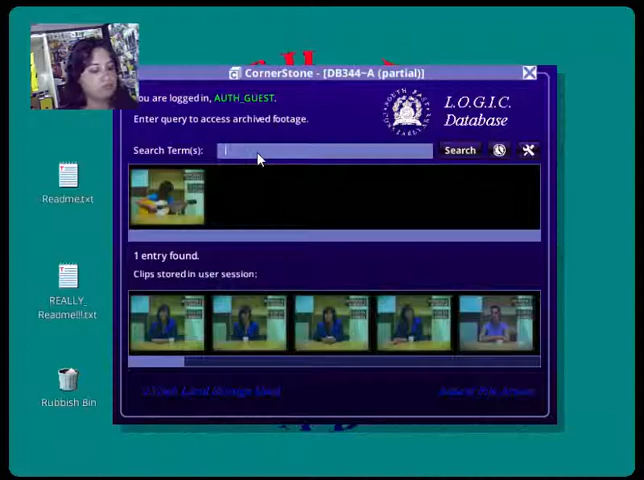 CornerStone - [DB344~A (partial)]
You are logged in, AUTH_GUEST.
Enter query to access archived footage.
L.O.G.I.C.
Database
Search Term(s):
Search
Readme.txt
1 entry found.
Clips stored in user session:
REALLY_
Readme!!!.txt
Rubbish Bin